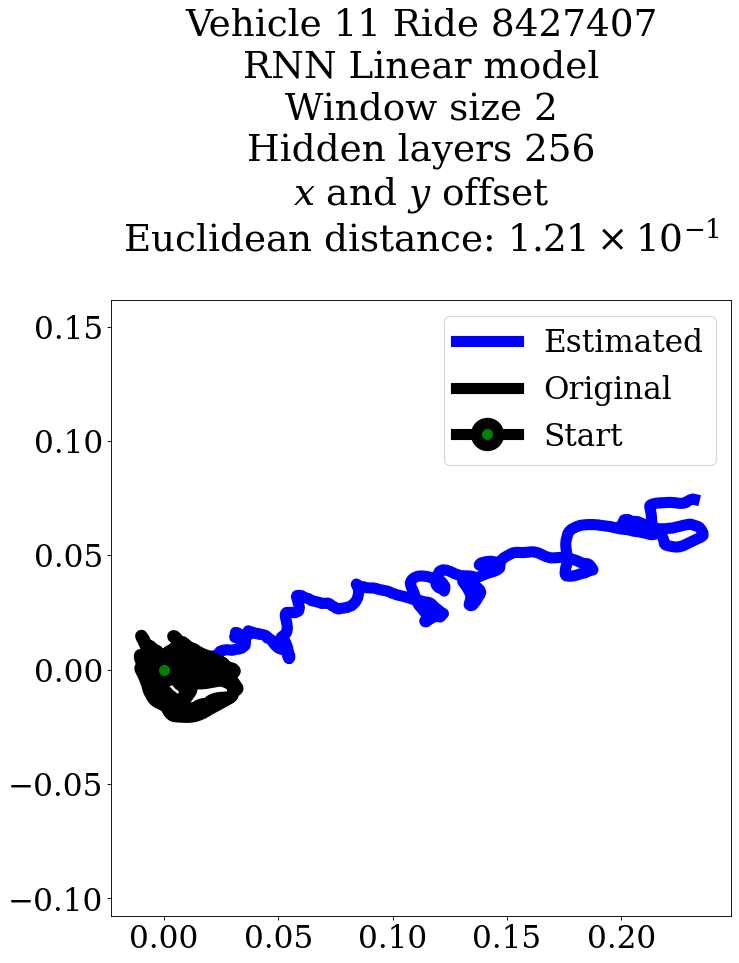 Vehicle 11 Ride 8427407
RNN Linear model
Window size 2
Hidden layers 256
x and y offset
Euclidean distance: 1.21 × 10⁻¹
Estimated
Original
Start
0.15
0.10
0.05
0.00
−0.05
−0.10
0.00 0.05 0.10 0.15 0.20